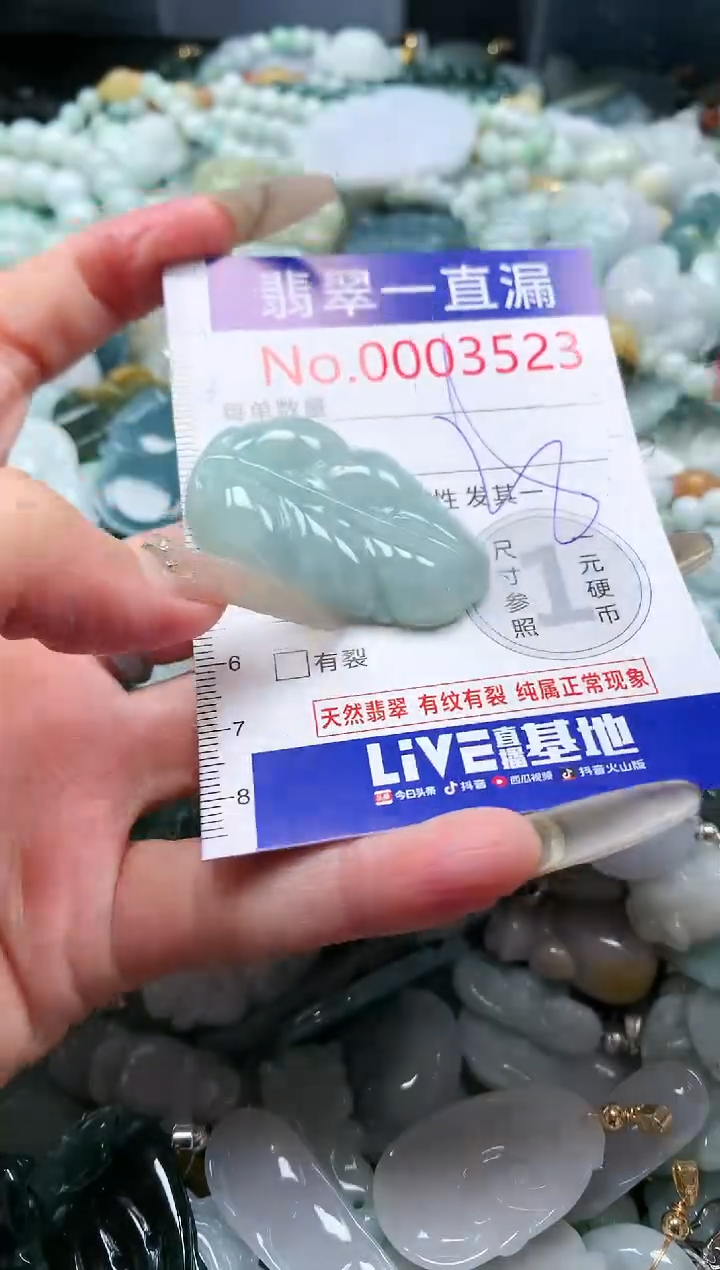 翡翠一直漏
No.0003523
每单数量
性 发其一
尺寸参照
1
元硬币
6
□有裂
天然翡翠 有纹有裂 纯属正常现象
7
LiVE直播基地
8
今日头条 抖音 西瓜视频 抖音火山版